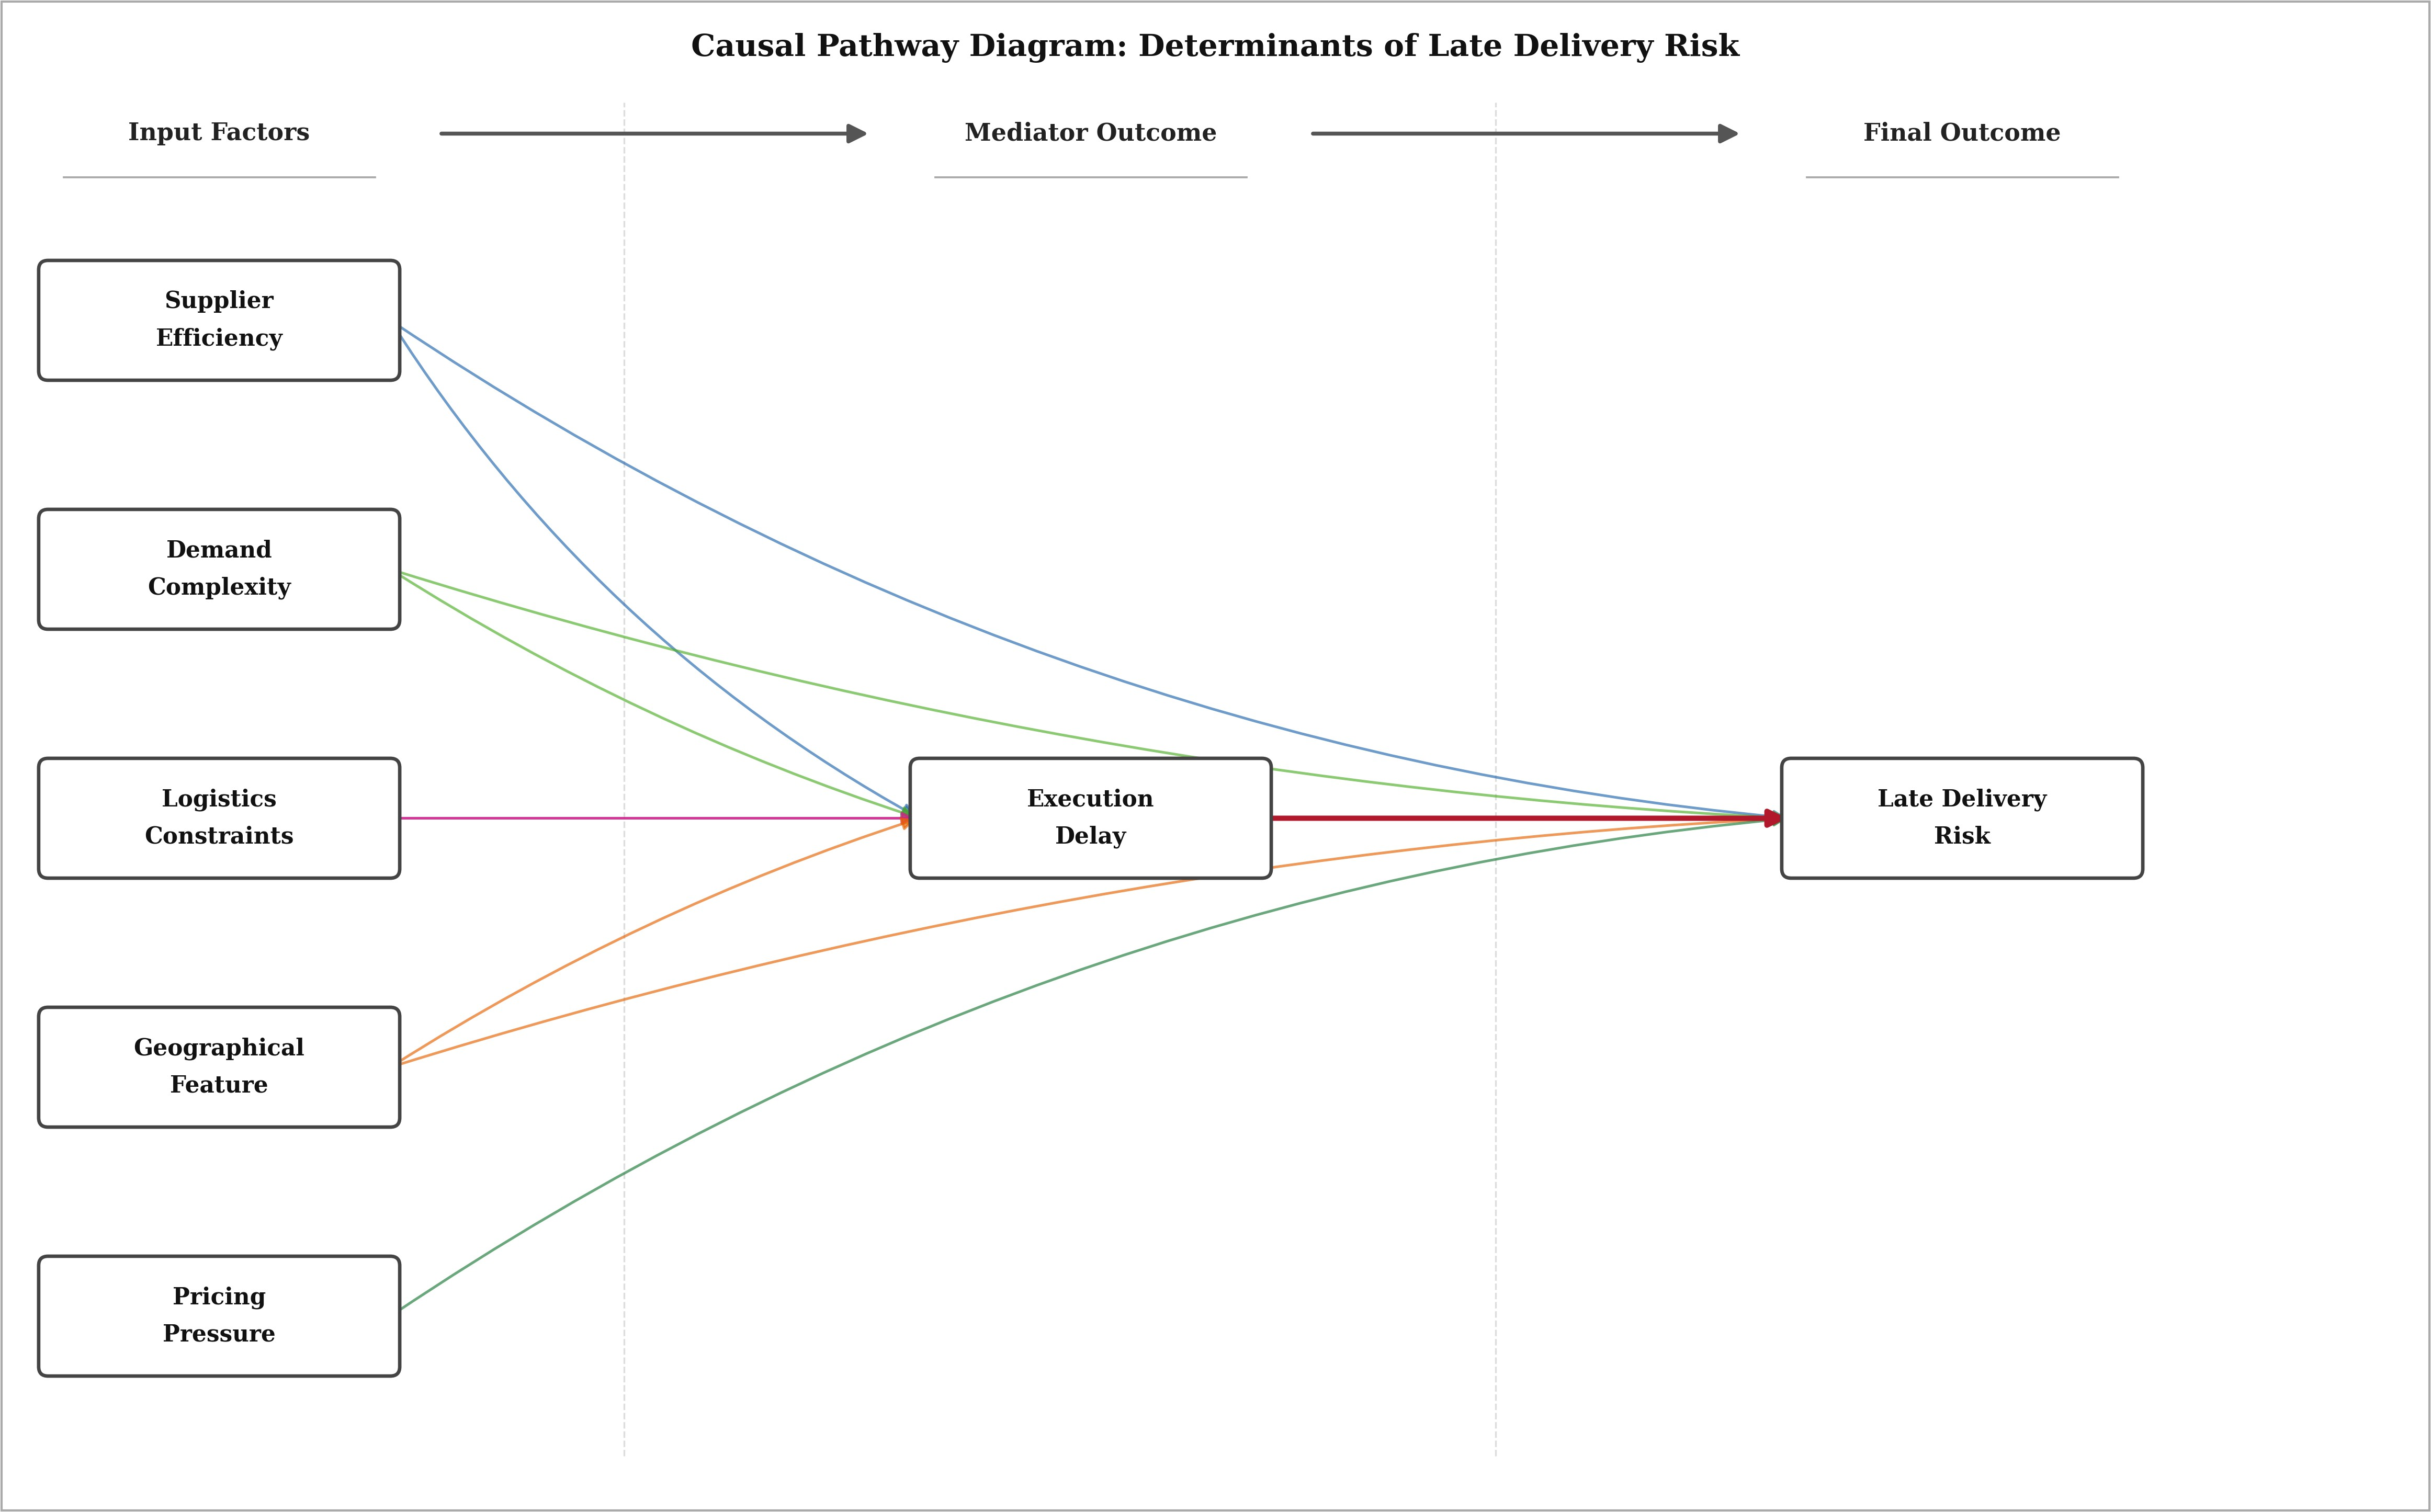 Causal Pathway Diagram: Determinants of Late Delivery Risk
Input Factors
Mediator Outcome
Final Outcome
Supplier
Efficiency
Demand
Complexity
Logistics
Constraints
Geographical
Feature
Pricing
Pressure
Execution
Delay
Late Delivery
Risk